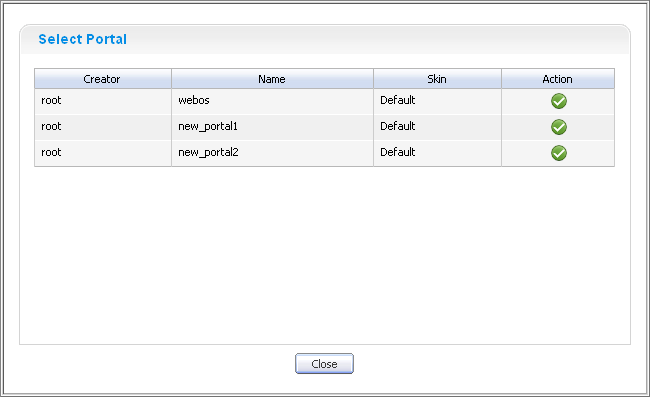 Select Portal
Creator Name Skin Action
root webos Default
root new_portal1 Default
root new_portal2 Default
Close